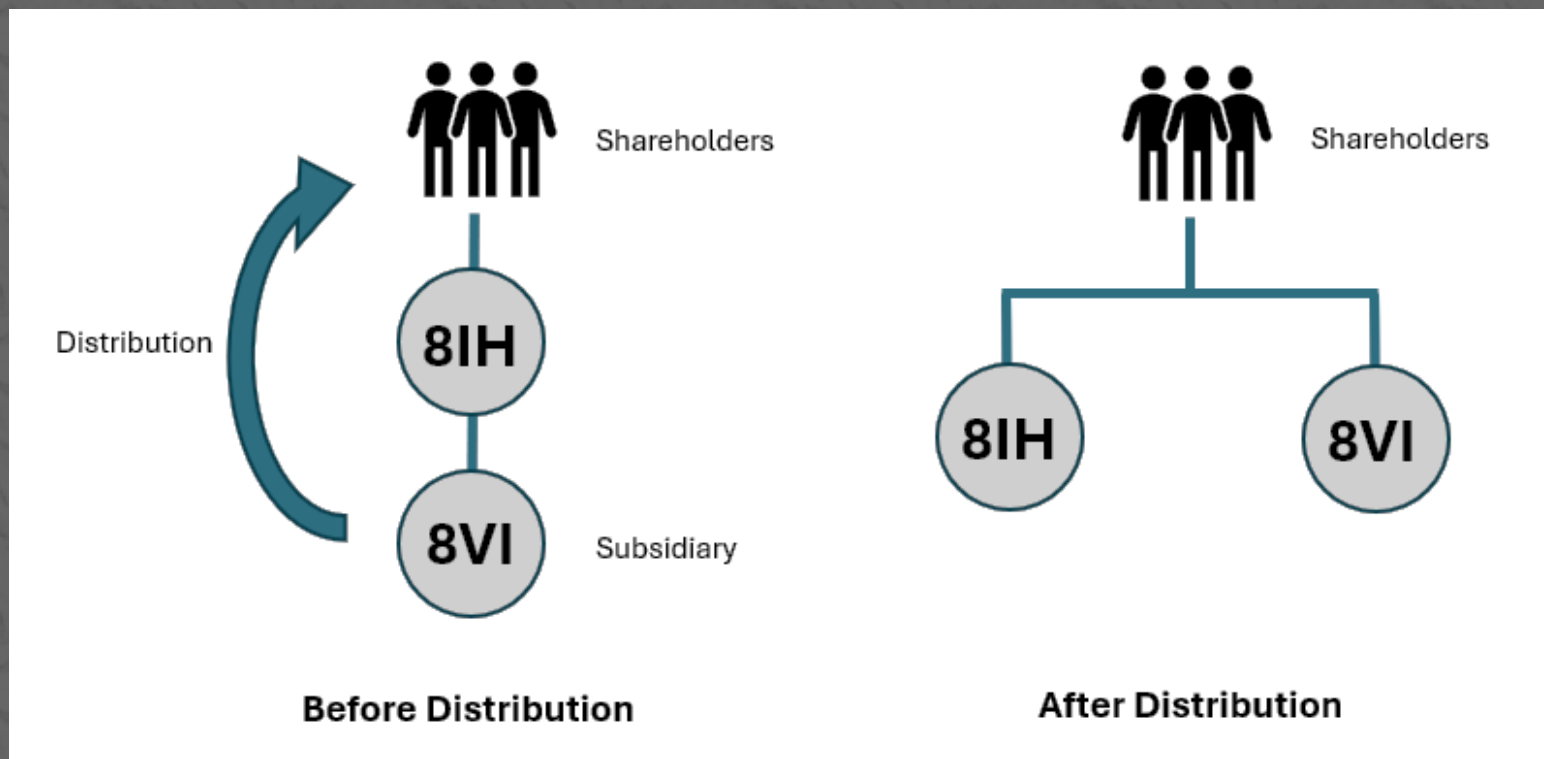 Shareholders
Distribution
8IH
8VI
Subsidiary
Before Distribution
Shareholders
8IH
8VI
After Distribution